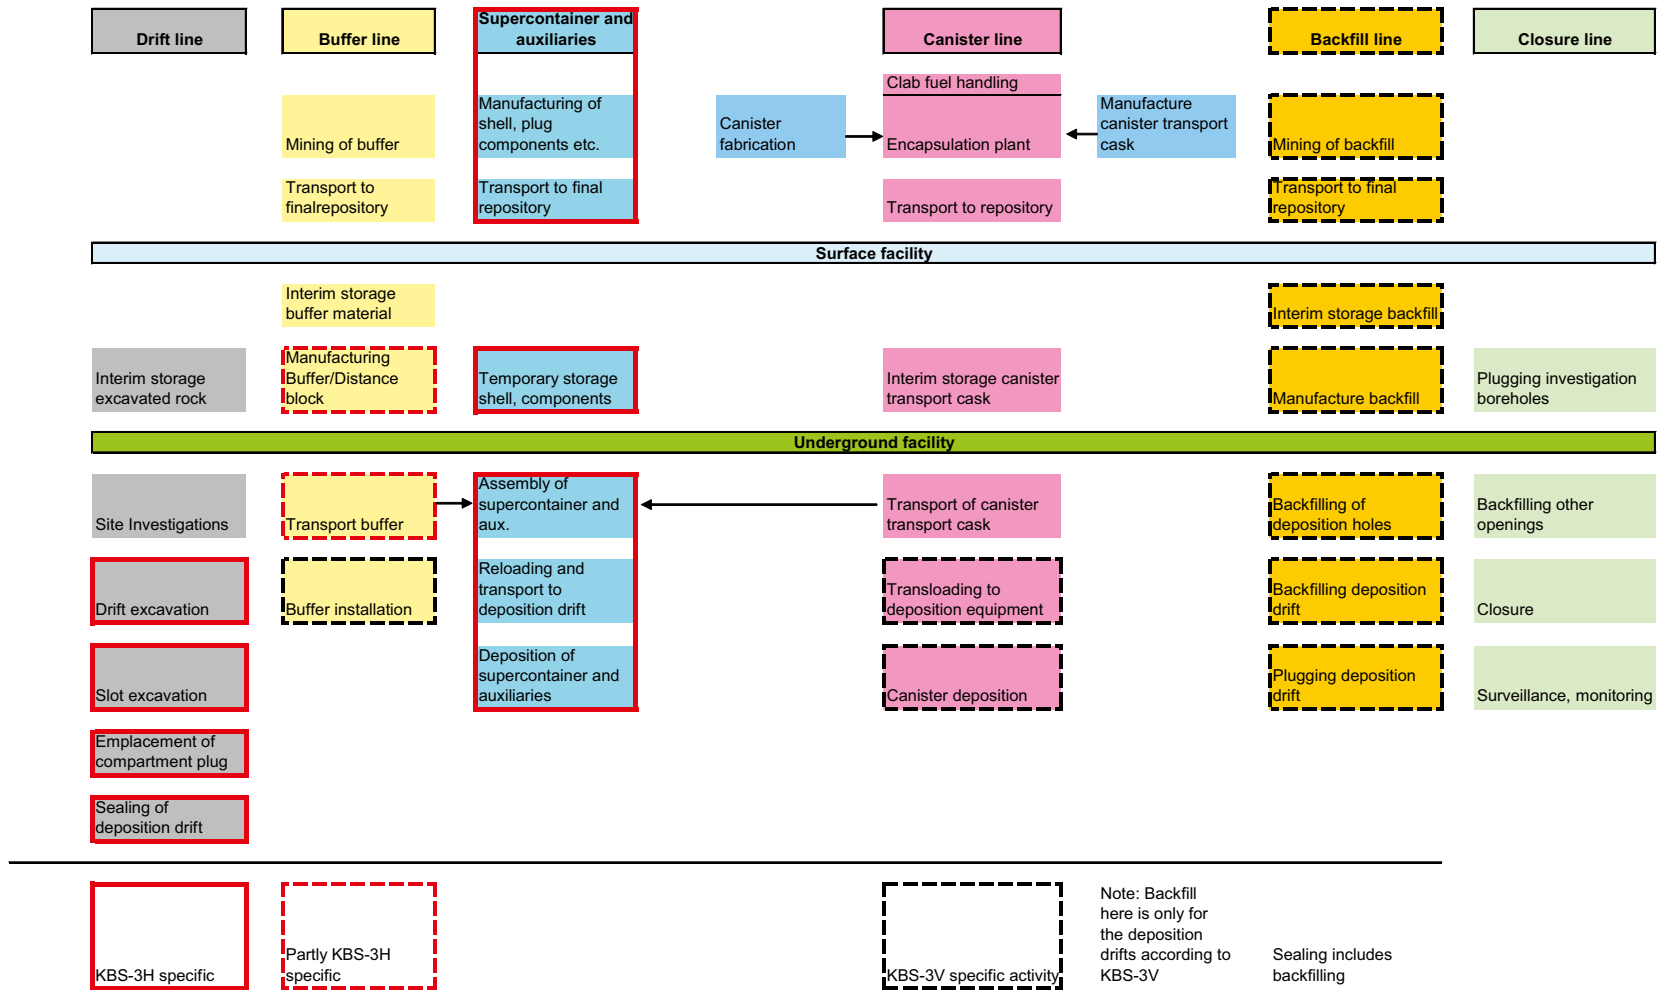 Drift line
Buffer line
Supercontainer and
auxiliaries
Canister line
Backfill line
Closure line
Clab fuel handling
Mining of buffer
Manufacturing of
shell, plug
components etc.
Canister
fabrication
Encapsulation plant
Manufacture
canister transport
cask
Mining of backfill
Transport to
finalrepository
Transport to final
repository
Transport to repository
Transport to final
repository
Surface facility
Interim storage
buffer material
Interim storage backfill
Interim storage
excavated rock
Manufacturing
Buffer/Distance
block
Temporary storage
shell, components
Interim storage canister
transport cask
Manufacture backfill
Plugging investigation
boreholes
Underground facility
Site Investigations
Transport buffer
Assembly of
supercontainer and
aux.
Transport of canister
transport cask
Backfilling of
deposition holes
Backfilling other
openings
Drift excavation
Buffer installation
Reloading and
transport to
deposition drift
Transloading to
deposition equipment
Backfilling deposition
drift
Closure
Slot excavation
Deposition of
supercontainer and
auxiliaries
Canister deposition
Plugging deposition
drift
Surveillance, monitoring
Emplacement of
compartment plug
Sealing of
deposition drift
KBS-3H specific
Partly KBS-3H
specific
KBS-3V specific activity
Note: Backfill
here is only for
the deposition
drifts according to
KBS-3V
Sealing includes
backfilling